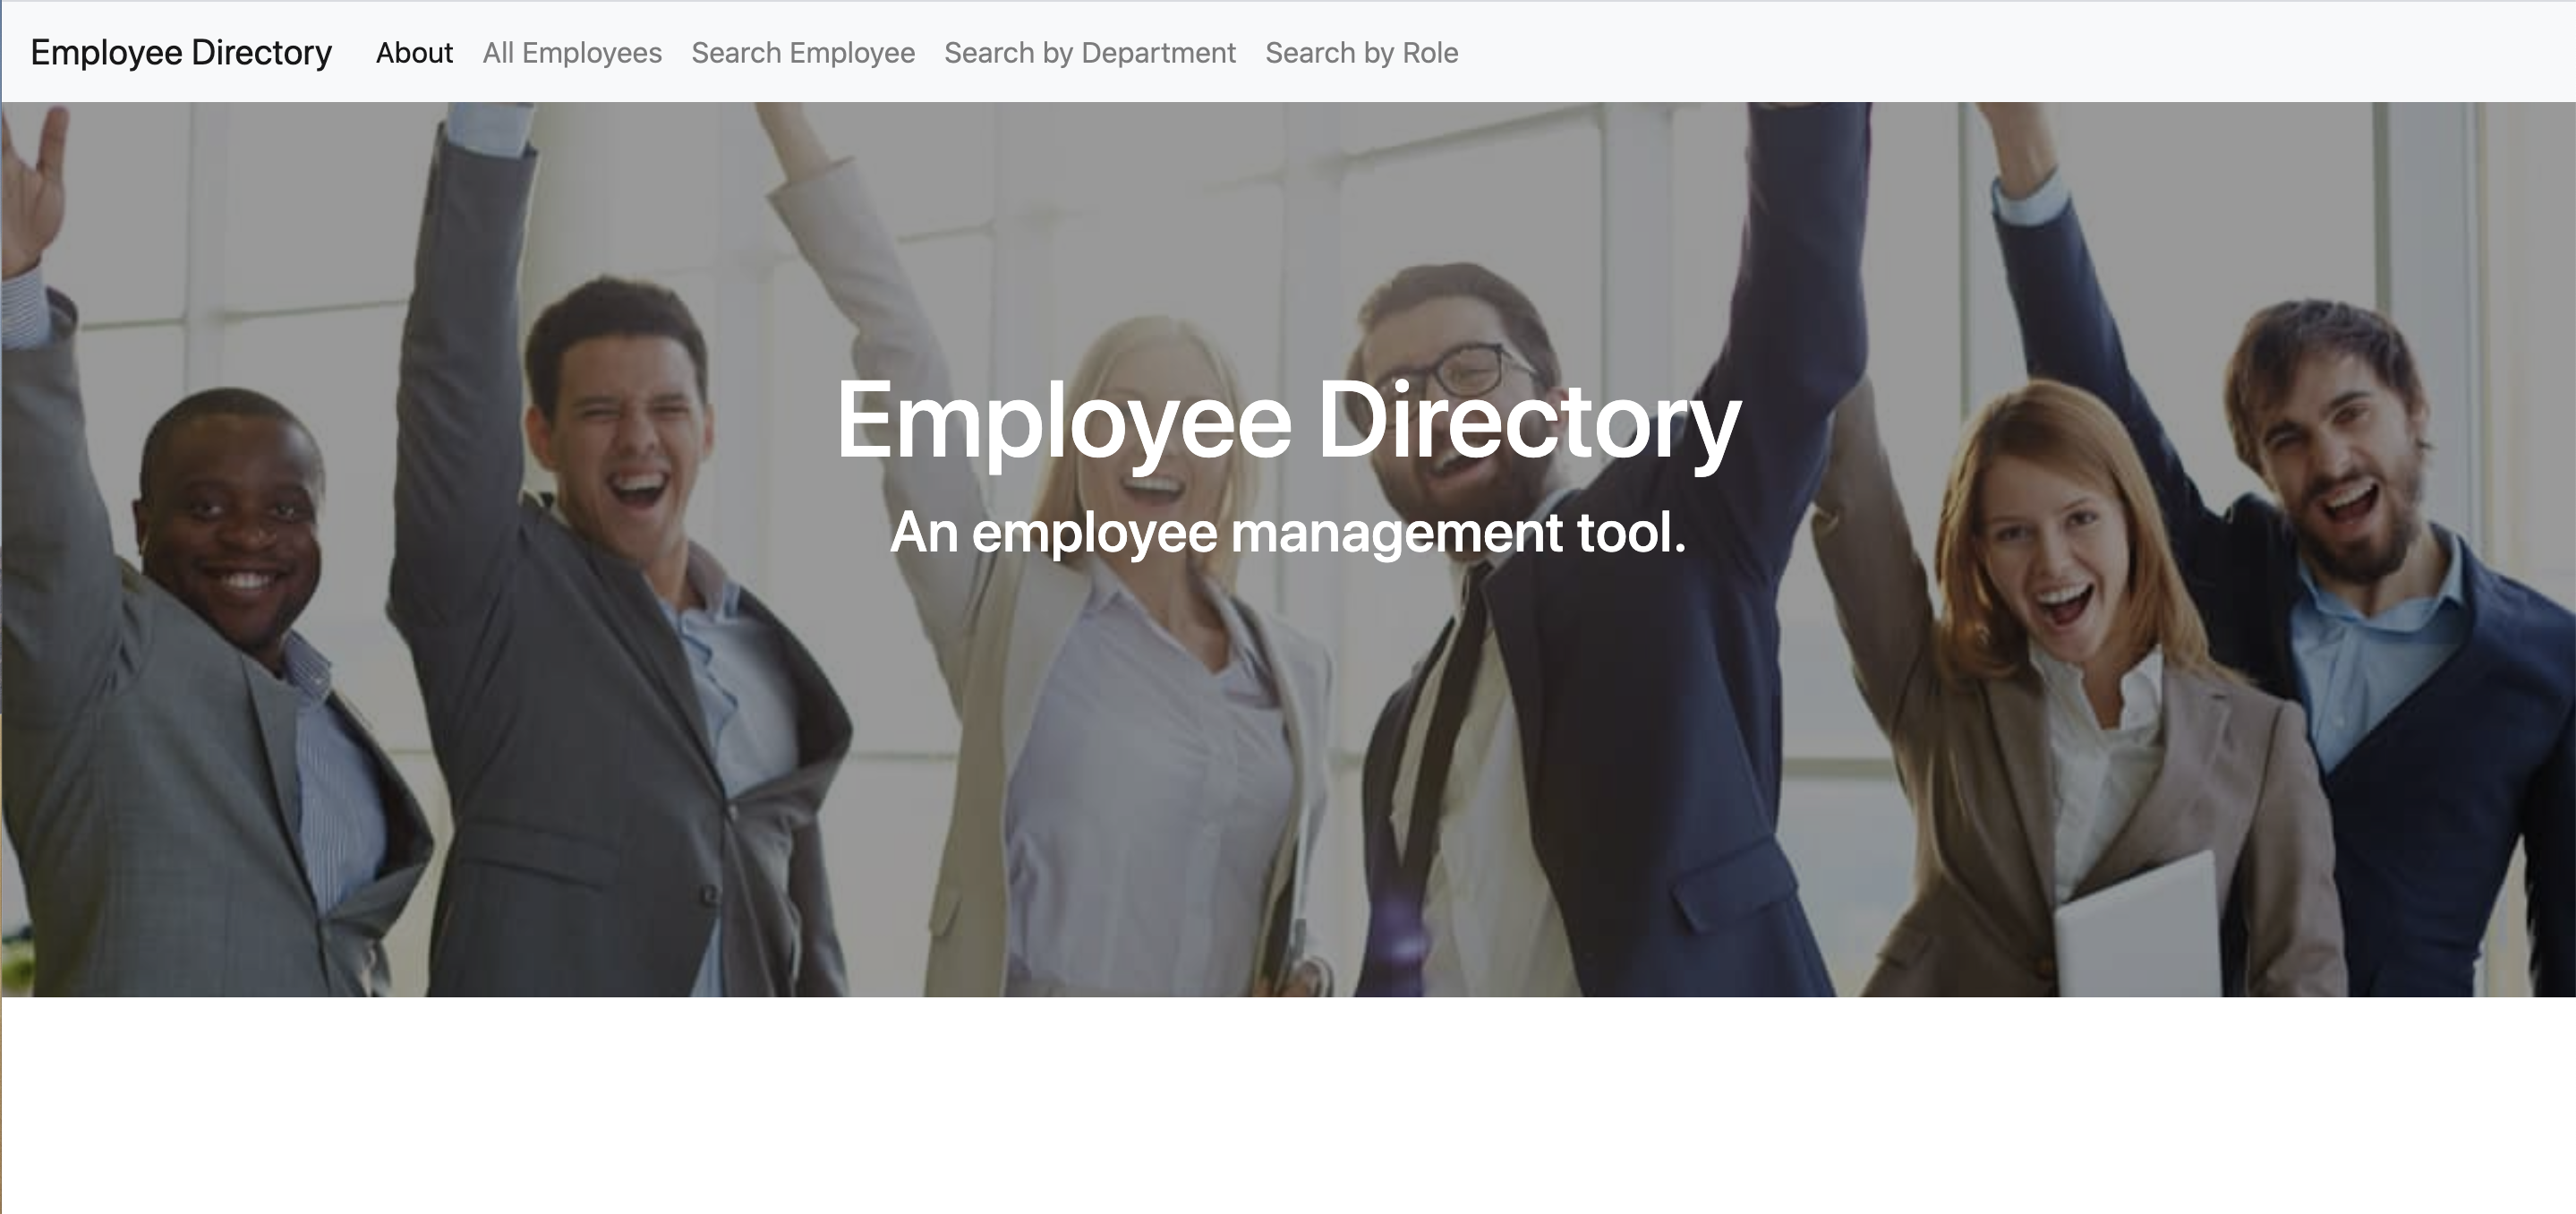 Employee Directory About All Employees Search Employee Search by Department Search by Role
Employee Directory
An employee management tool.